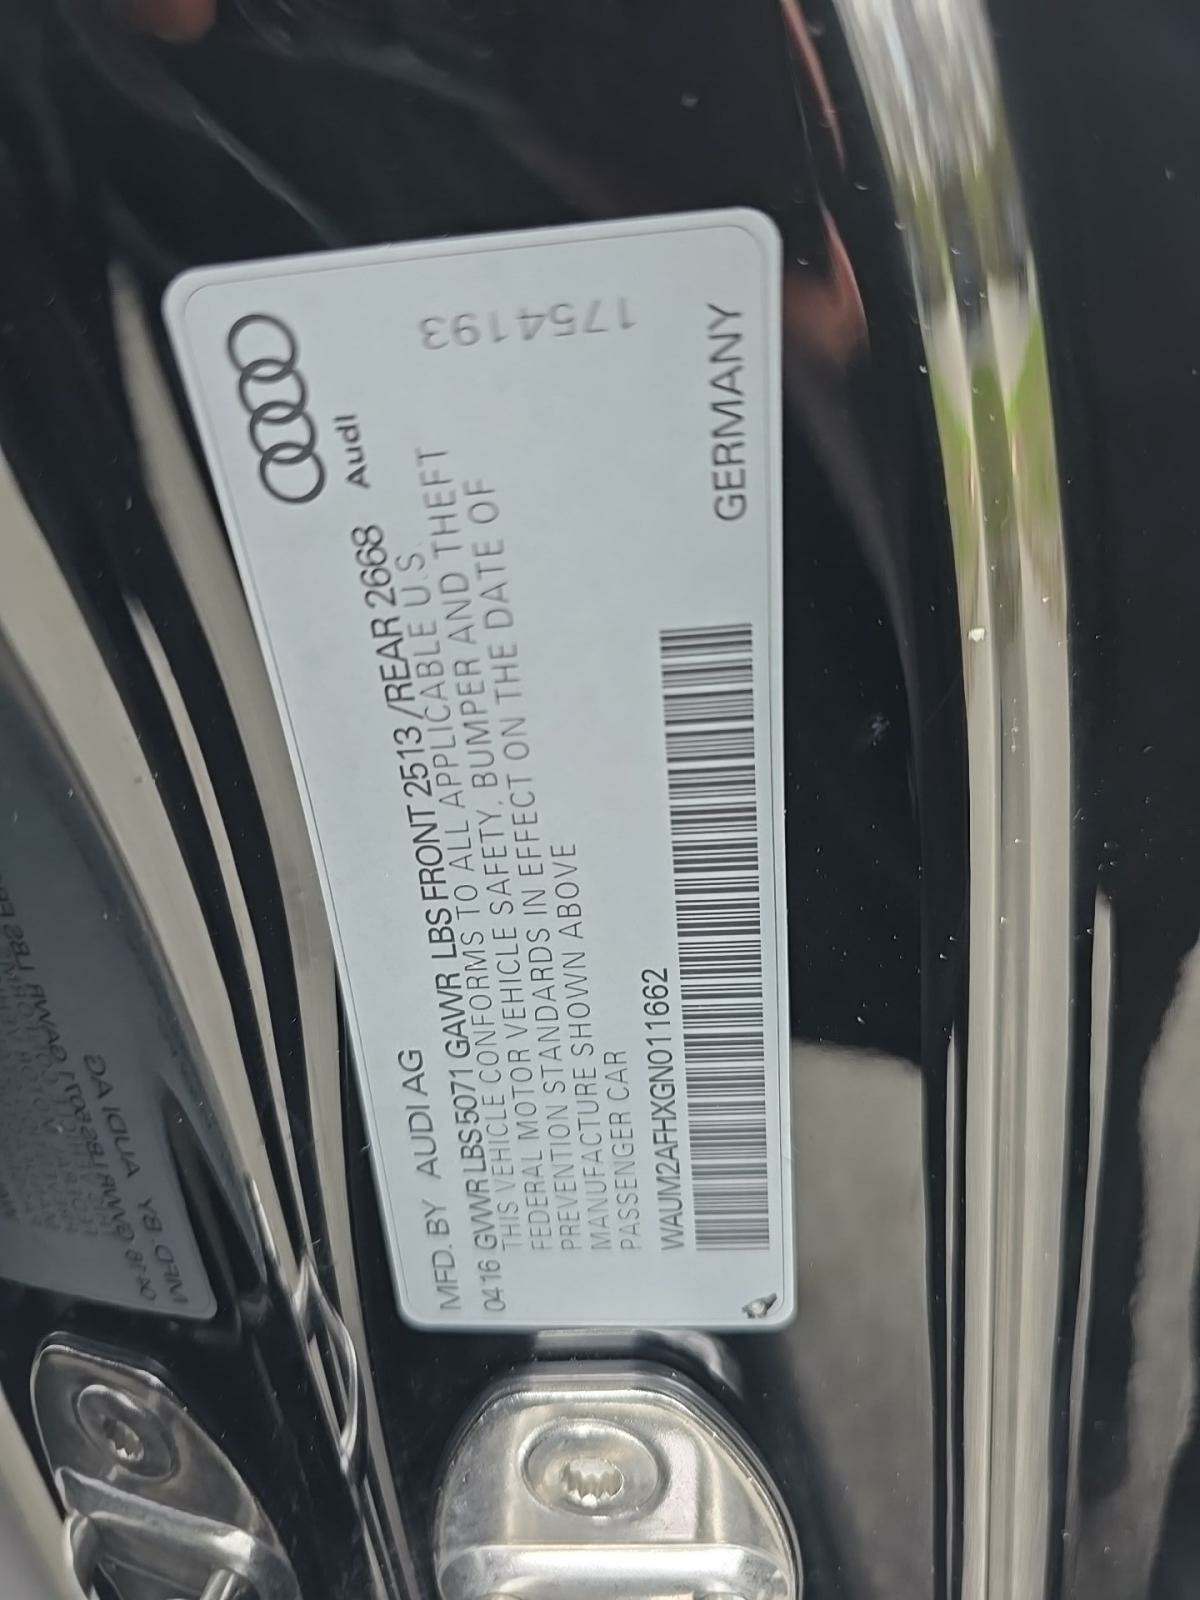 Audi
MFD. BY AUDI AG
0416 GVWR LBS 5071 GAWR LBS FRONT 2513 / REAR 2668
THIS VEHICLE CONFORMS TO ALL APPLICABLE U.S.
FEDERAL MOTOR VEHICLE SAFETY, BUMPER AND THEFT
PREVENTION STANDARDS IN EFFECT ON THE DATE OF
MANUFACTURE SHOWN ABOVE
PASSENGER CAR
WAUM2AFHXGN011662
GERMANY
1754193